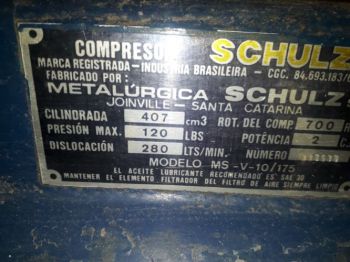 COMPRESOR SCHULZ
MARCA REGISTRADA - INDUSTRIA BRASILEIRA - CGC. 84.693.183/
FABRICADO POR:
METALÚRGICA SCHULZ
JOINVILLE - SANTA CATARINA
CILINDRADA 407 cm3 ROT. DEL COMP. 700
PRESIÓN MAX. 120 LBS POTÉNCIA 2
DISLOCACIÓN 280 LTS/MIN. NÚMERO
MODELO MS-V-10/175
EL ACEITE LUBRICANTE RECOMENDADO ES SAE 30
MANTENER EL ELEMENTO FILTRADOR DEL FILTRO DE AIRE SIEMPRE LIMPIO